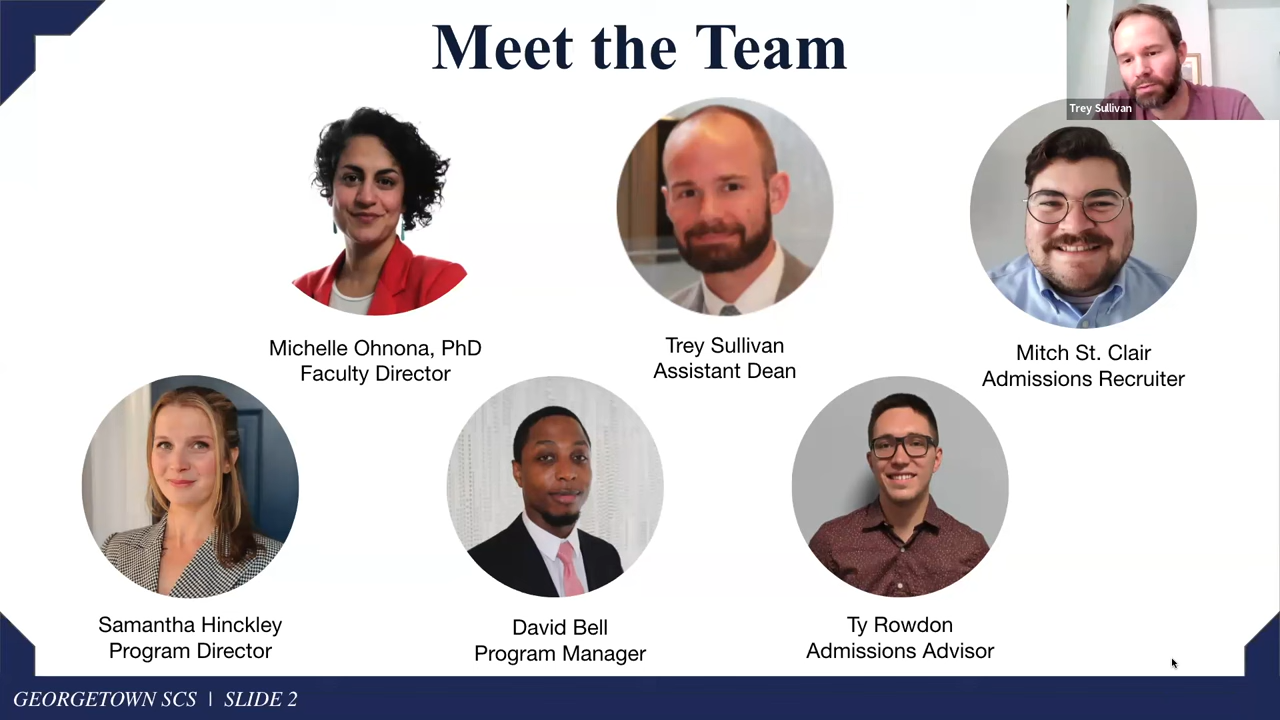 Meet the Team
Trey Sullivan
Michelle Ohnona, PhD
Faculty Director
Trey Sullivan
Assistant Dean
Mitch St. Clair
Admissions Recruiter
Samantha Hinckley
Program Director
David Bell
Program Manager
Ty Rowdon
Admissions Advisor
GEORGETOWN SCS | SLIDE 2